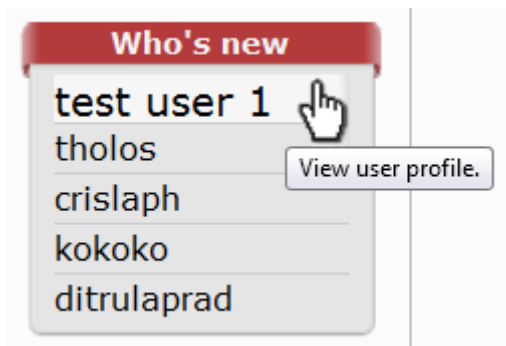 Who's new
test user 1
tholos
View user profile.
crislaph
kokoko
ditrulaprad